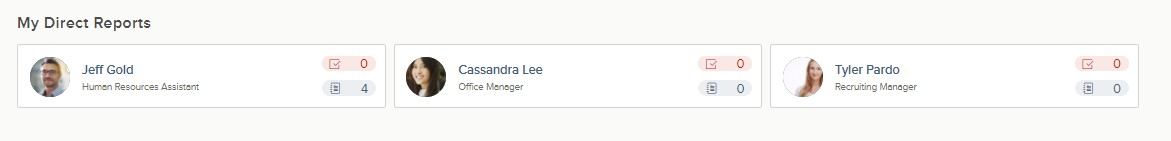 My Direct Reports
Jeff Gold
0
Human Resources Assistant
4
Cassandra Lee
0
Office Manager
0
Tyler Pardo
0
Recruiting Manager
0